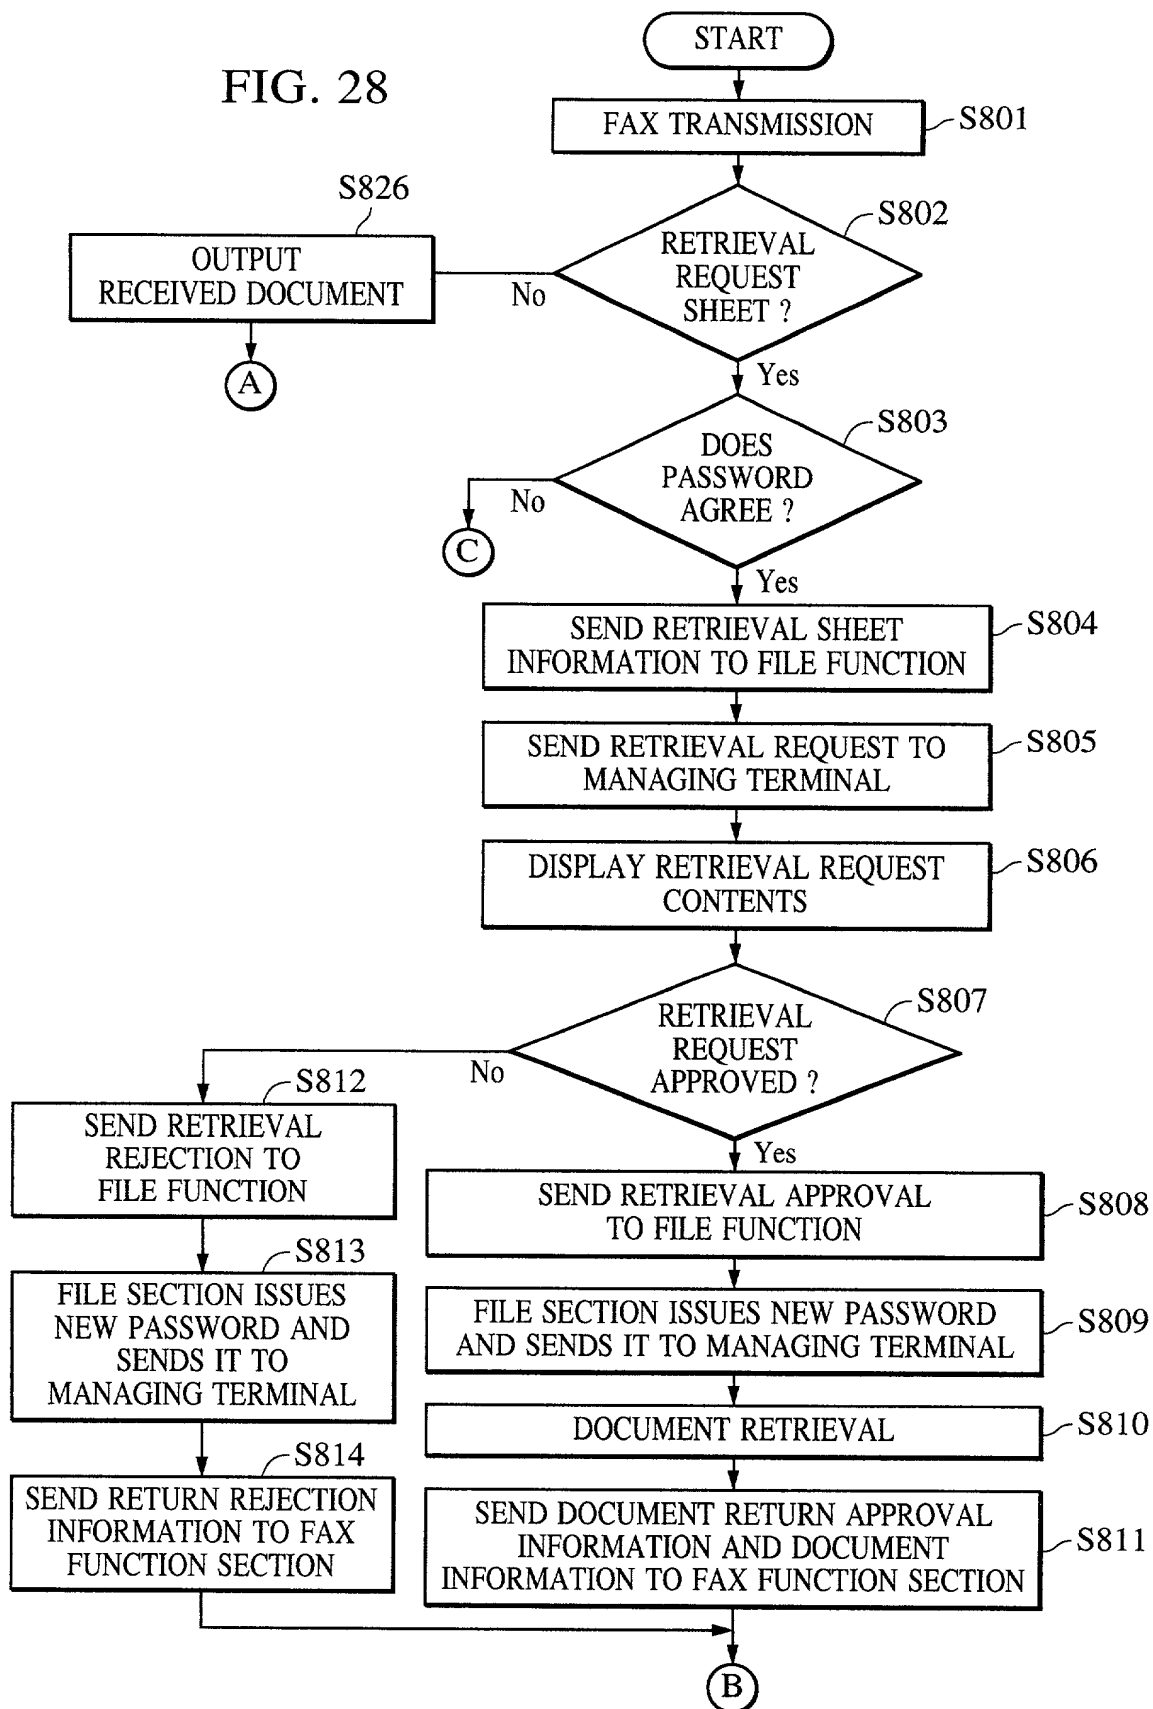 START
FIG. 28
FAX TRANSMISSION
S801
S826
S802
OUTPUT
RECEIVED DOCUMENT
No
RETRIEVAL
REQUEST
SHEET ?
A
Yes
S803
DOES
PASSWORD
AGREE ?
No
C
Yes
SEND RETRIEVAL SHEET
INFORMATION TO FILE FUNCTION
S804
SEND RETRIEVAL REQUEST TO
MANAGING TERMINAL
S805
DISPLAY RETRIEVAL REQUEST
CONTENTS
S806
S807
RETRIEVAL
REQUEST
APPROVED ?
No
Yes
S812
SEND RETRIEVAL
REJECTION TO
FILE FUNCTION
SEND RETRIEVAL APPROVAL
TO FILE FUNCTION
S808
S813
FILE SECTION ISSUES
NEW PASSWORD AND
SENDS IT TO
MANAGING TERMINAL
FILE SECTION ISSUES NEW PASSWORD
AND SENDS IT TO MANAGING TERMINAL
S809
DOCUMENT RETRIEVAL
S810
S814
SEND RETURN REJECTION
INFORMATION TO FAX
FUNCTION SECTION
SEND DOCUMENT RETURN APPROVAL
INFORMATION AND DOCUMENT
INFORMATION TO FAX FUNCTION SECTION
S811
B